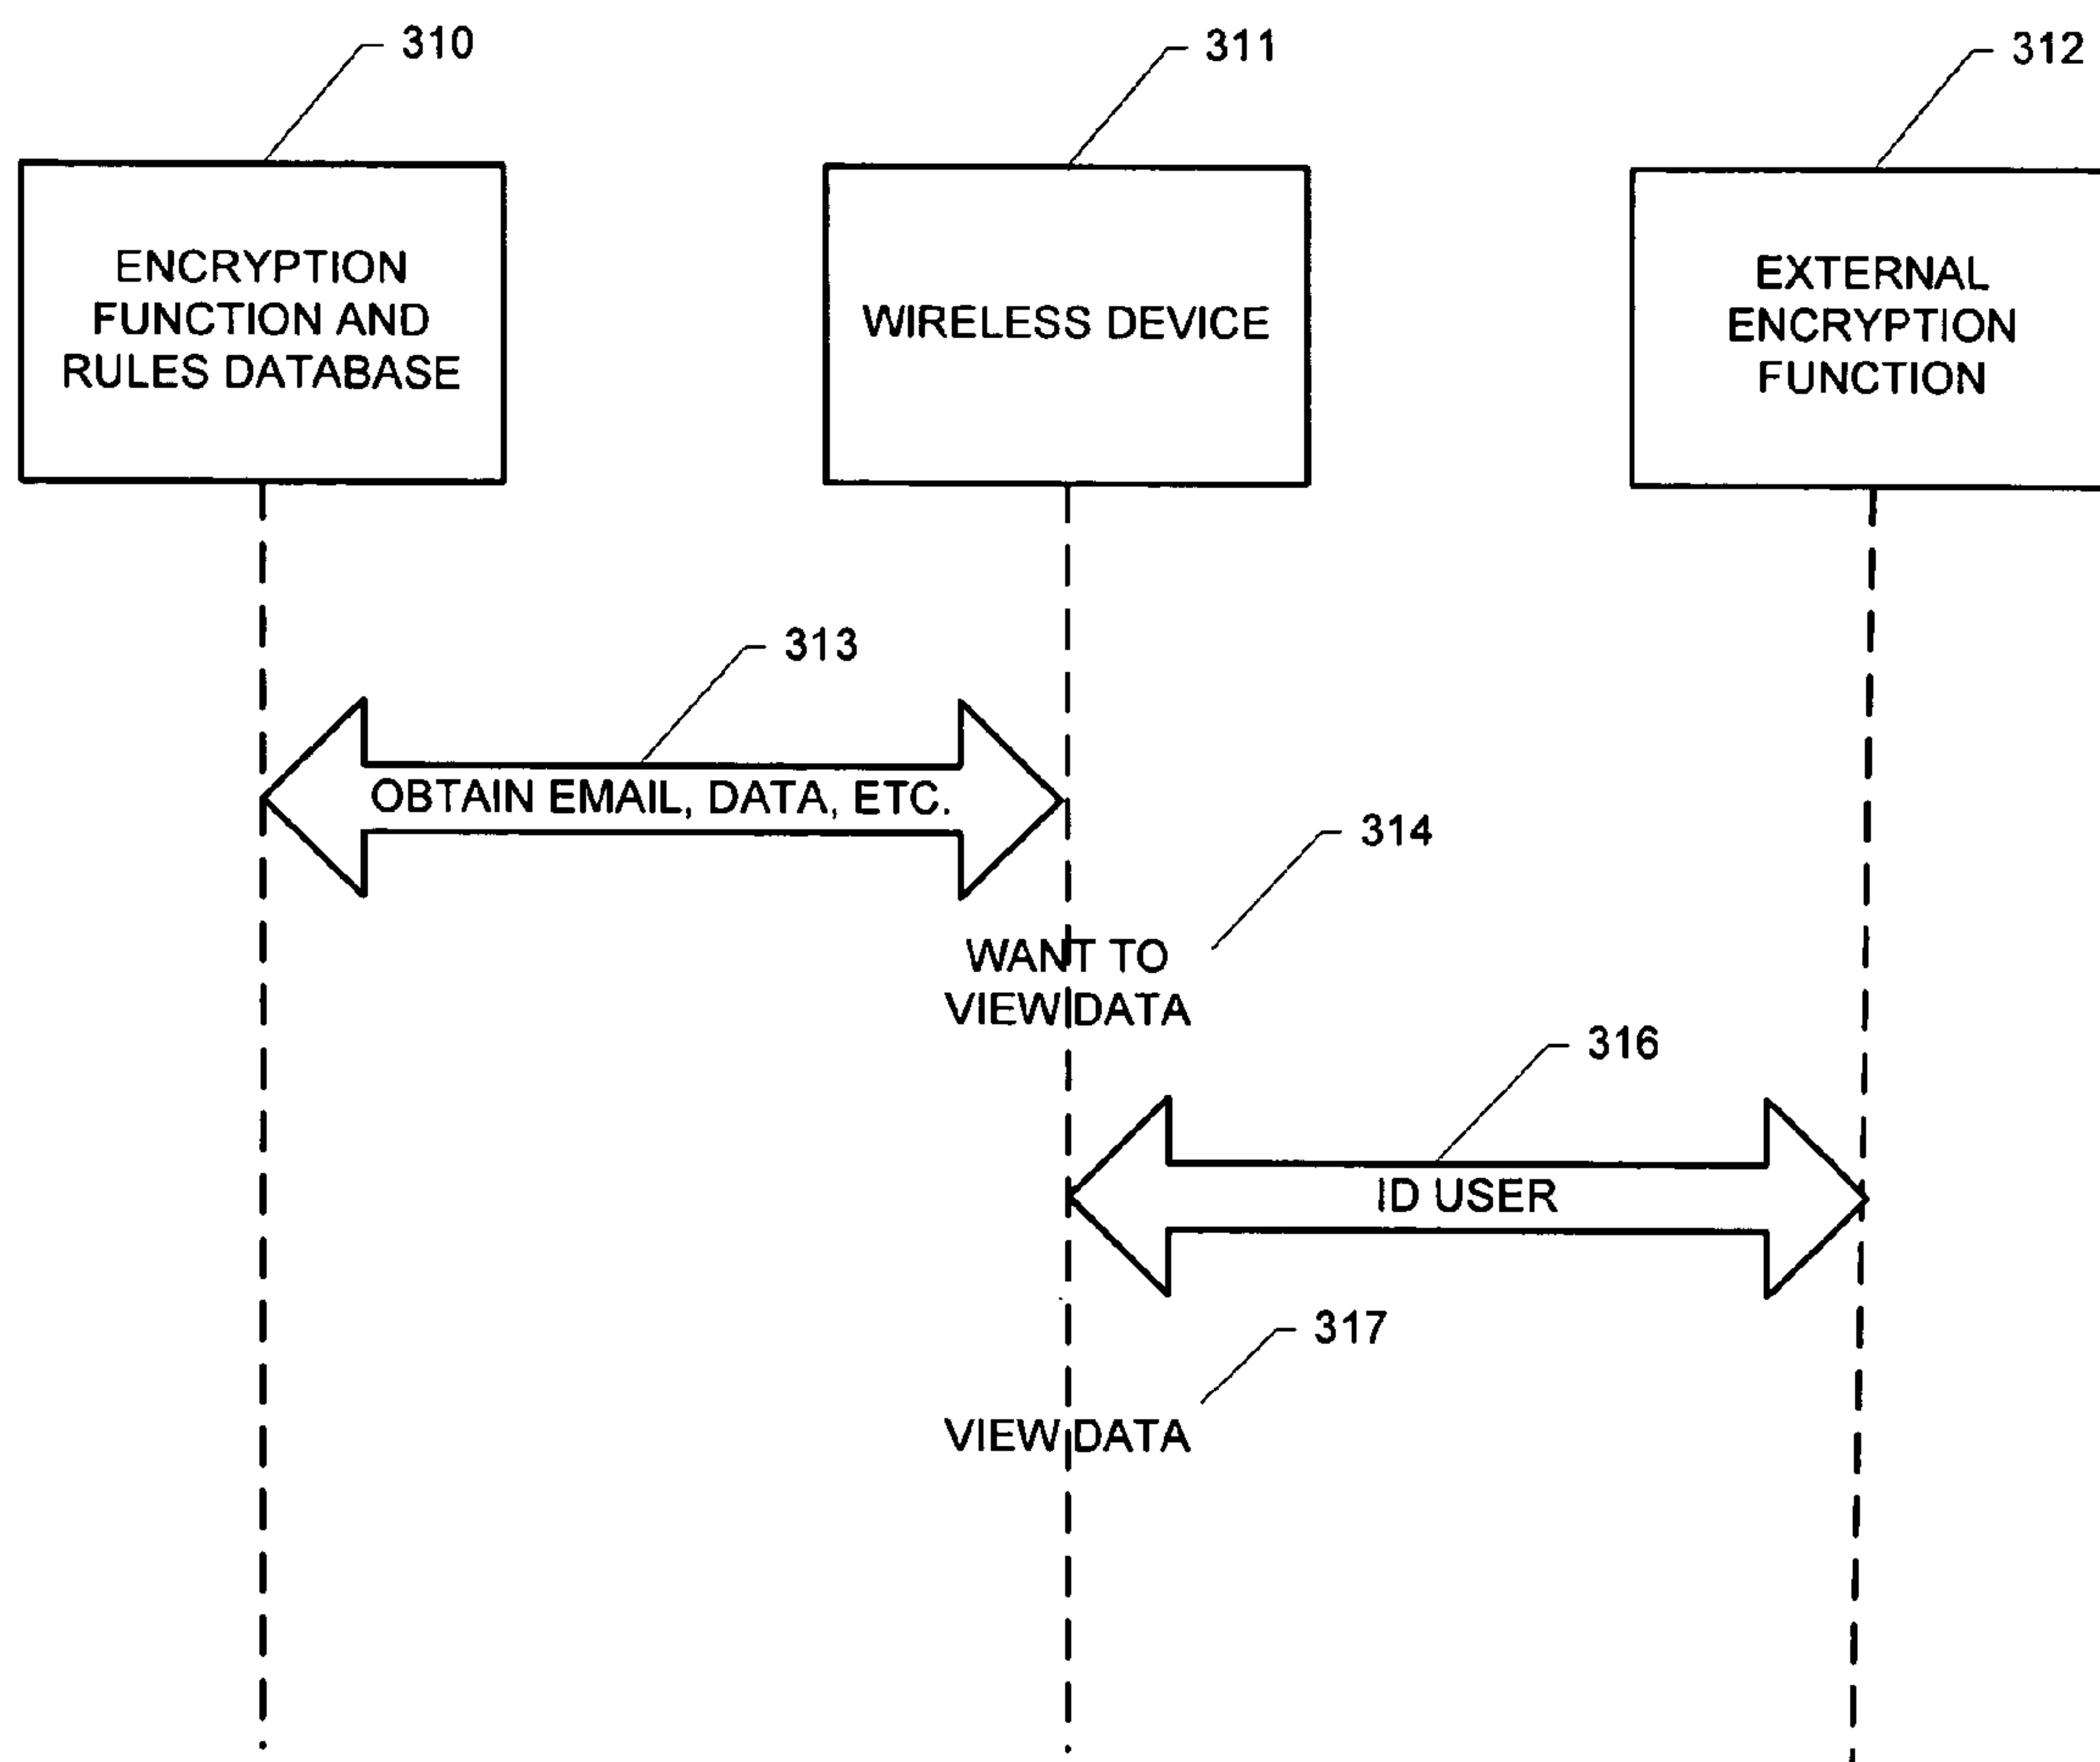 310
311
312
ENCRYPTION
FUNCTION AND
RULES DATABASE
WIRELESS DEVICE
EXTERNAL
ENCRYPTION
FUNCTION
313
OBTAIN EMAIL, DATA, ETC.
314
WANT TO
VIEW DATA
316
ID USER
317
VIEW DATA